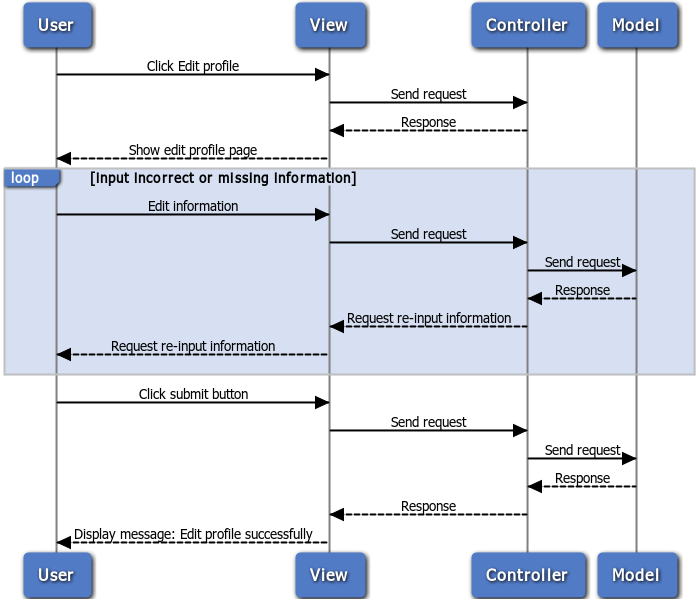 User View Controller Model
Click Edit profile
Send request
Response
Show edit profile page
loop [Input incorrect or missing information]
Edit information
Send request
Send request
Response
Request re-input information
Request re-input information
Click submit button
Send request
Send request
Response
Response
Display message: Edit profile successfully
User View Controller Model